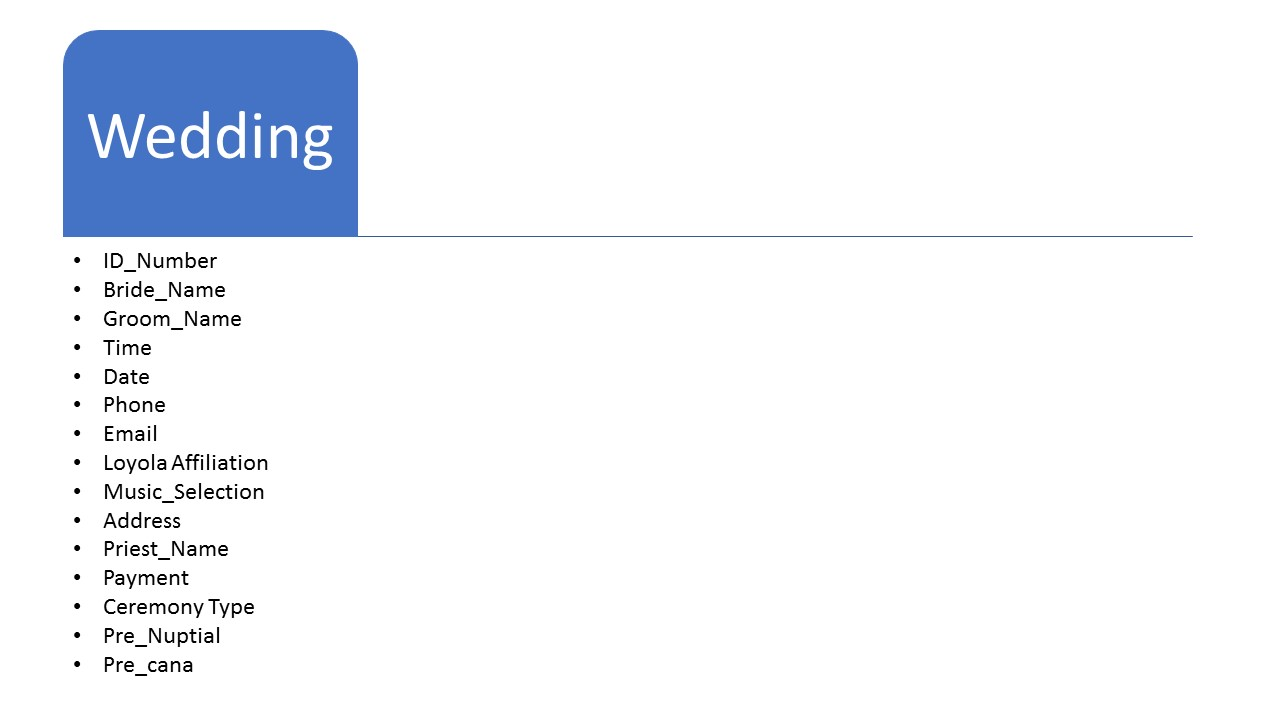 Wedding
• ID_Number
• Bride_Name
• Groom_Name
• Time
• Date
• Phone
• Email
• Loyola Affiliation
• Music_Selection
• Address
• Priest_Name
• Payment
• Ceremony Type
• Pre_Nuptial
• Pre_cana